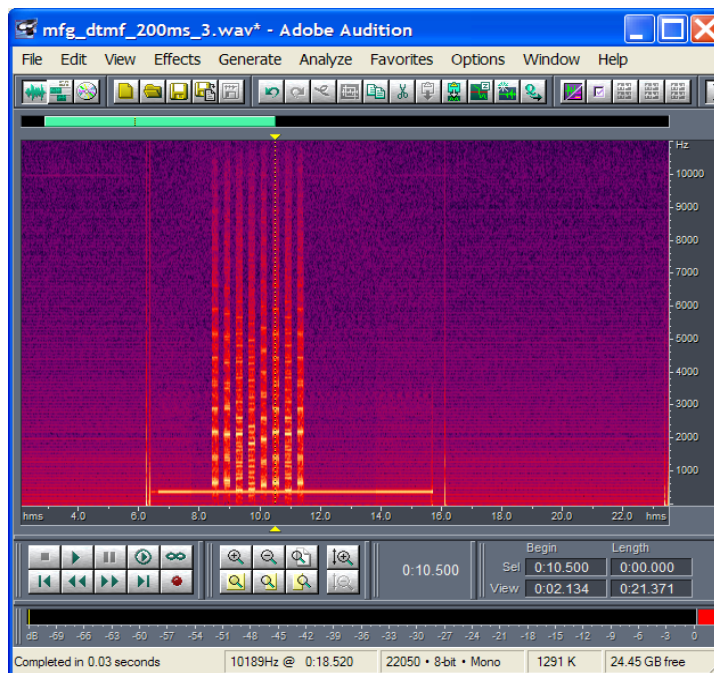 mfg_dtmf_200ms_3.wav* - Adobe Audition
File Edit View Effects Generate Analyze Favorites Options Window Help
Hz
10000
9000
8000
7000
6000
5000
4000
3000
2000
1000
hms 4.0 6.0 8.0 10.0 12.0 14.0 16.0 18.0 20.0 22.0 hms
Begin Length
0:10.500 Sel 0:10.500 0:00.000
View 0:02.134 0:21.371
dB -69 -66 -63 -60 -57 -54 -51 -48 -45 -42 -39 -36 -33 -30 -27 -24 -21 -18 -15 -12 -9 -6 -3 0
Completed in 0.03 seconds 10189Hz @ 0:18.520 22050 • 8-bit • Mono 1291 K 24.45 GB free